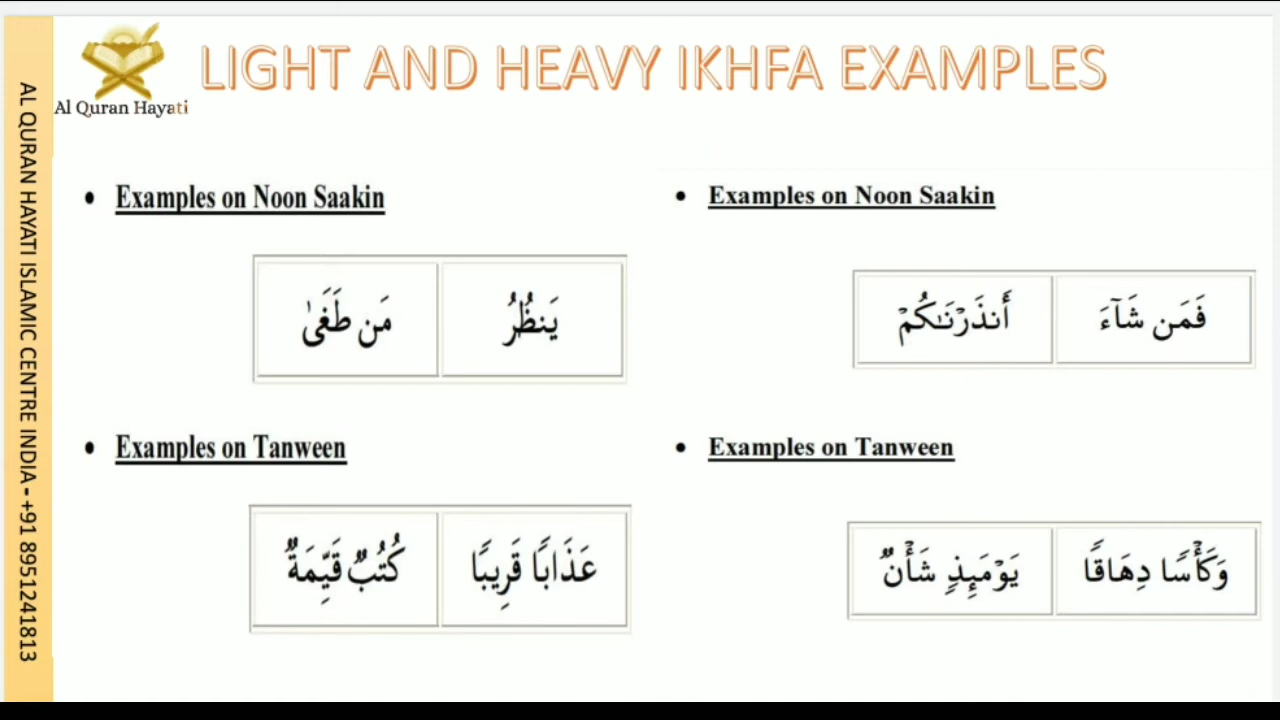 LIGHT AND HEAVY IKHFA EXAMPLES
Al Quran Hayati
AL QURAN HAYATI ISLAMIC CENTRE INDIA - +91 8951241813
• Examples on Noon Saakin
يَنظُرُ
مَن طَغَىٰ
• Examples on Tanween
عَذَابٗا قَرِيبٗا
كُتُبٞ قَيِّمَةٞ
• Examples on Noon Saakin
فَمَن شَآءَ
أَنذَرۡنَٰكُمۡ
• Examples on Tanween
وَكَأۡسٗا دِهَاقٗا
يَوۡمَئِذٖ شَأۡنٞ